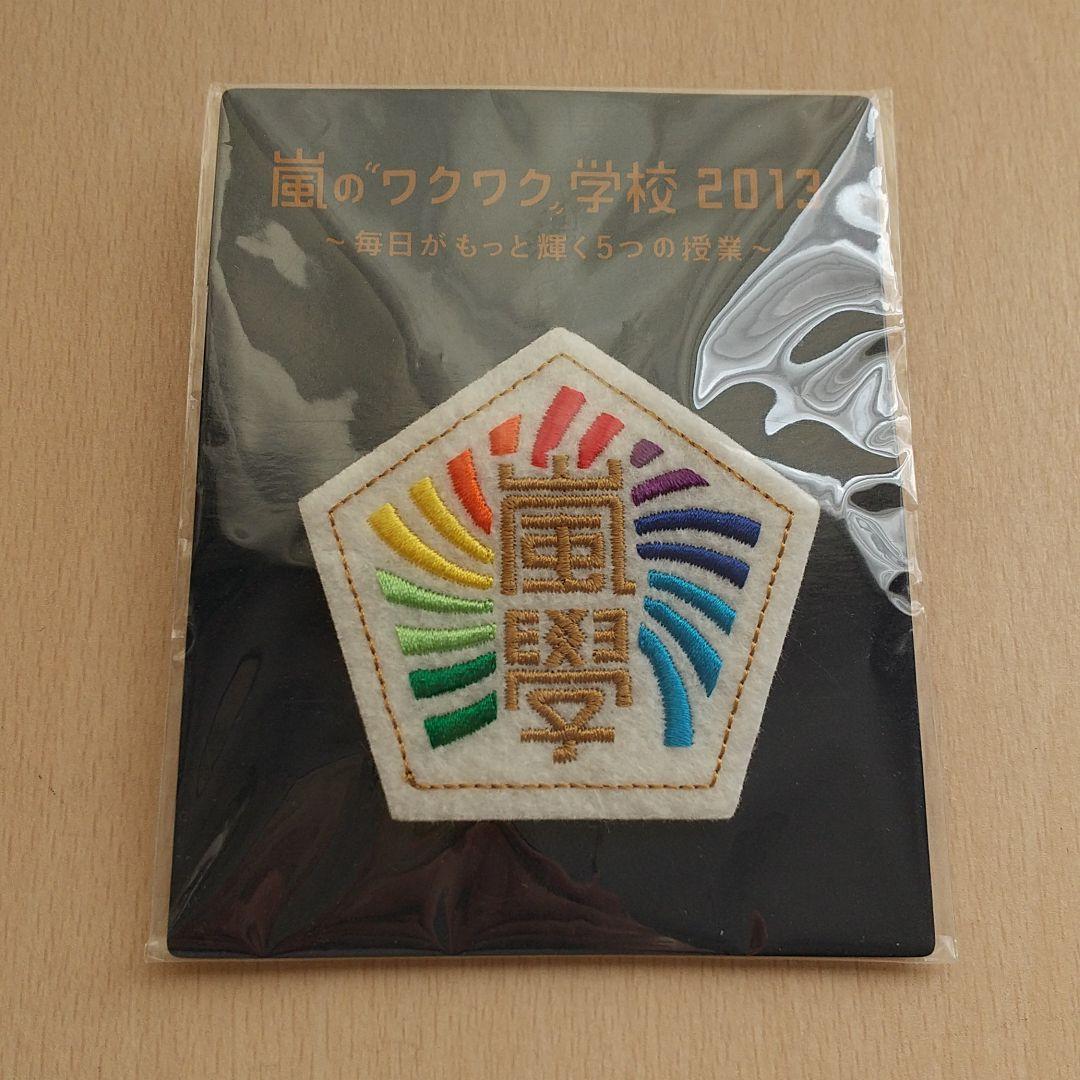 嵐の“ワクワク„学校 2013
～毎日がもっと輝く5つの授業～
嵐
學